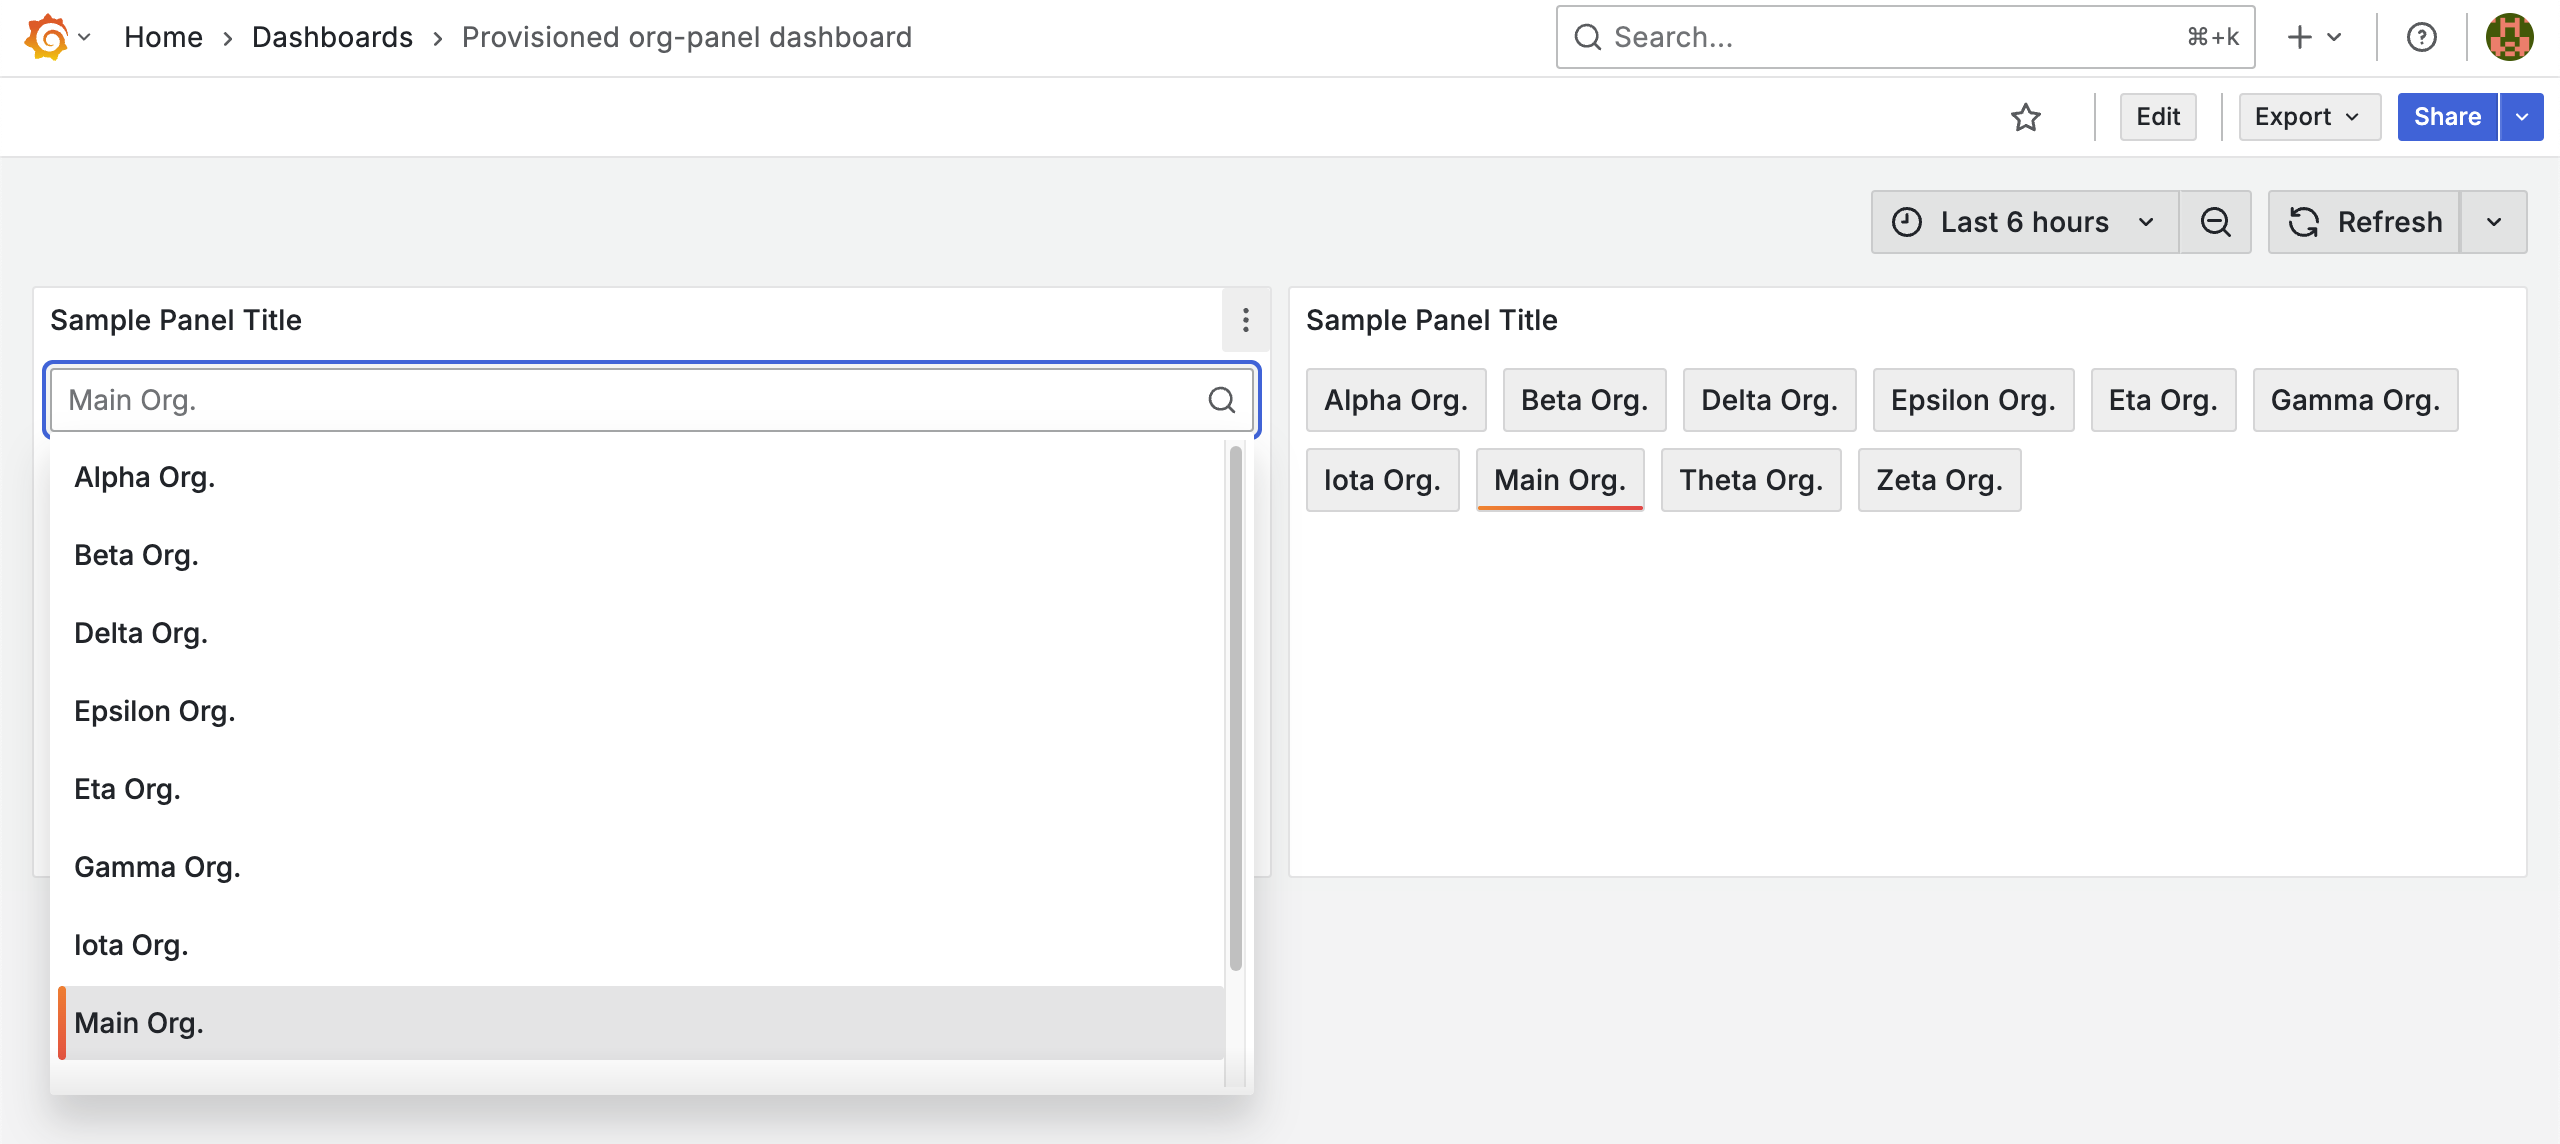 Home › Dashboards › Provisioned org-panel dashboard
Search...
⌘+k
Edit
Export
Share
Last 6 hours
Refresh
Sample Panel Title
Main Org.
Alpha Org.
Beta Org.
Delta Org.
Epsilon Org.
Eta Org.
Gamma Org.
Iota Org.
Main Org.
Sample Panel Title
Alpha Org.
Beta Org.
Delta Org.
Epsilon Org.
Eta Org.
Gamma Org.
Iota Org.
Main Org.
Theta Org.
Zeta Org.